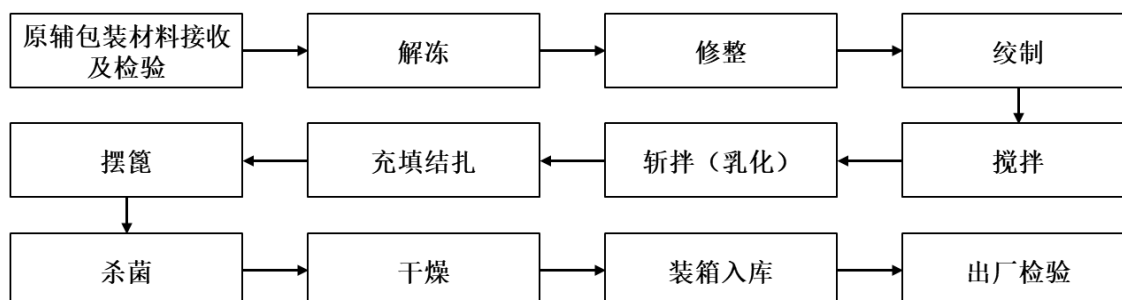 原辅包装材料接收
及检验
解冻
修整
绞制
搅拌
斩拌（乳化）
充填结扎
摆篦
杀菌
干燥
装箱入库
出厂检验